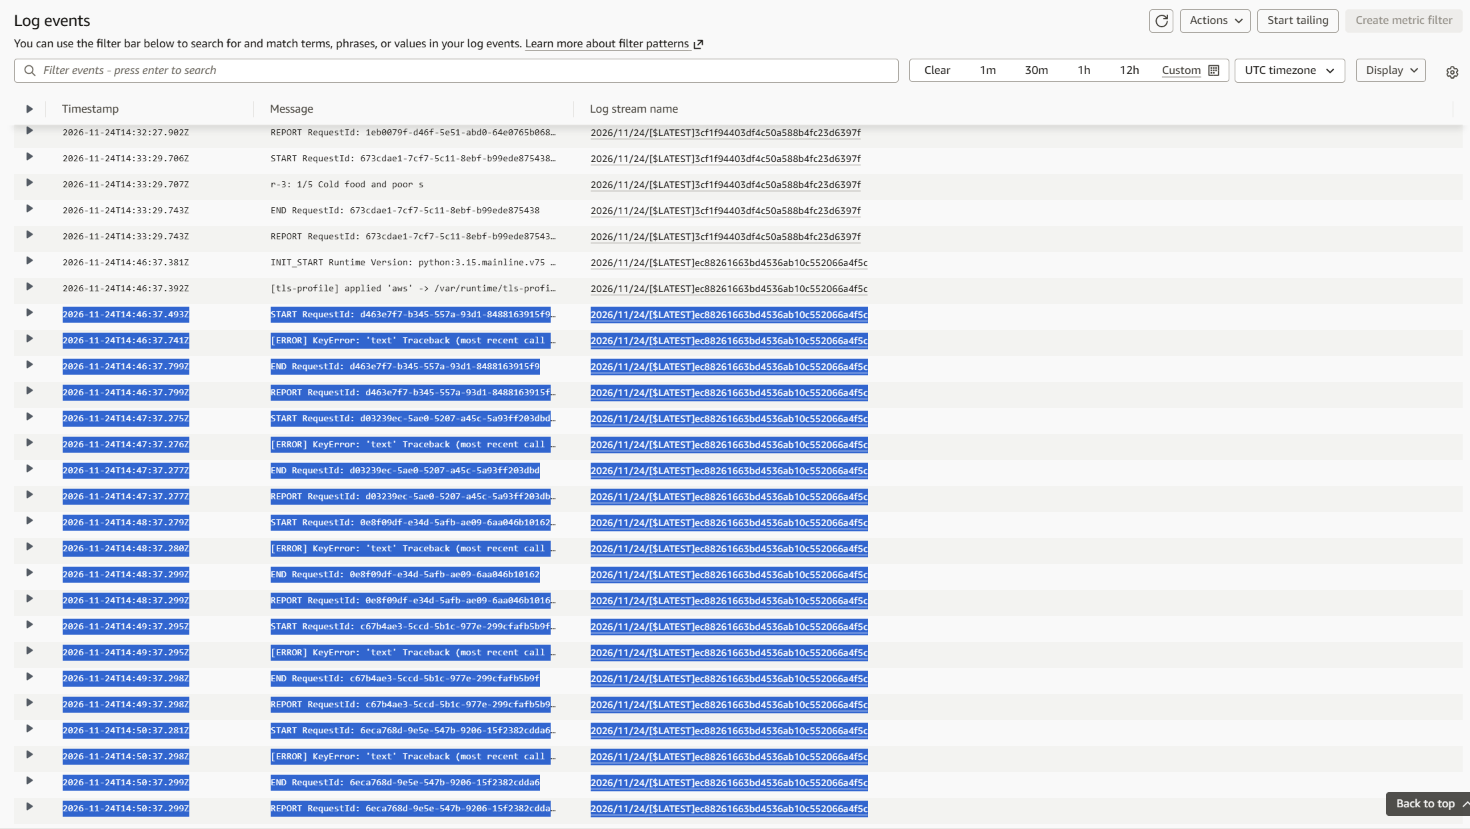 Log events
Actions
Start tailing
Create metric filter
You can use the filter bar below to search for and match terms, phrases, or values in your log events. Learn more about filter patterns
Filter events - press enter to search
Clear 1m 30m 1h 12h Custom UTC timezone Display
Timestamp Message Log stream name
2026-11-24T14:32:27.902Z REPORT RequestId: 1eb0079f-d46f-5e51-abd0-64e0765b068… 2026/11/24/[$LATEST]3cf1f94403df4c50a588b4fc23d6397f
2026-11-24T14:33:29.706Z START RequestId: 673cdae1-7cf7-5c11-8ebf-b99ede875438… 2026/11/24/[$LATEST]3cf1f94403df4c50a588b4fc23d6397f
2026-11-24T14:33:29.707Z r-3: 1/5 Cold food and poor s 2026/11/24/[$LATEST]3cf1f94403df4c50a588b4fc23d6397f
2026-11-24T14:33:29.743Z END RequestId: 673cdae1-7cf7-5c11-8ebf-b99ede875438 2026/11/24/[$LATEST]3cf1f94403df4c50a588b4fc23d6397f
2026-11-24T14:33:29.743Z REPORT RequestId: 673cdae1-7cf7-5c11-8ebf-b99ede87543… 2026/11/24/[$LATEST]3cf1f94403df4c50a588b4fc23d6397f
2026-11-24T14:46:37.381Z INIT_START Runtime Version: python:3.15.mainline.v75 … 2026/11/24/[$LATEST]ec88261663bd4536ab10c552066a4f5c
2026-11-24T14:46:37.392Z [tls-profile] applied 'aws' -> /var/runtime/tls-profi… 2026/11/24/[$LATEST]ec88261663bd4536ab10c552066a4f5c
2026-11-24T14:46:37.493Z START RequestId: d463e7f7-b345-557a-93d1-8488163915f9… 2026/11/24/[$LATEST]ec88261663bd4536ab10c552066a4f5c
2026-11-24T14:46:37.741Z [ERROR] KeyError: 'text' Traceback (most recent call … 2026/11/24/[$LATEST]ec88261663bd4536ab10c552066a4f5c
2026-11-24T14:46:37.799Z END RequestId: d463e7f7-b345-557a-93d1-8488163915f9 2026/11/24/[$LATEST]ec88261663bd4536ab10c552066a4f5c
2026-11-24T14:46:37.799Z REPORT RequestId: d463e7f7-b345-557a-93d1-8488163915f… 2026/11/24/[$LATEST]ec88261663bd4536ab10c552066a4f5c
2026-11-24T14:47:37.275Z START RequestId: d03239ec-5ae0-5207-a45c-5a93ff203dbd… 2026/11/24/[$LATEST]ec88261663bd4536ab10c552066a4f5c
2026-11-24T14:47:37.276Z [ERROR] KeyError: 'text' Traceback (most recent call … 2026/11/24/[$LATEST]ec88261663bd4536ab10c552066a4f5c
2026-11-24T14:47:37.277Z END RequestId: d03239ec-5ae0-5207-a45c-5a93ff203dbd 2026/11/24/[$LATEST]ec88261663bd4536ab10c552066a4f5c
2026-11-24T14:47:37.277Z REPORT RequestId: d03239ec-5ae0-5207-a45c-5a93ff203db… 2026/11/24/[$LATEST]ec88261663bd4536ab10c552066a4f5c
2026-11-24T14:48:37.279Z START RequestId: 0e8f09df-e34d-5afb-ae09-6aa046b10162… 2026/11/24/[$LATEST]ec88261663bd4536ab10c552066a4f5c
2026-11-24T14:48:37.280Z [ERROR] KeyError: 'text' Traceback (most recent call … 2026/11/24/[$LATEST]ec88261663bd4536ab10c552066a4f5c
2026-11-24T14:48:37.299Z END RequestId: 0e8f09df-e34d-5afb-ae09-6aa046b10162 2026/11/24/[$LATEST]ec88261663bd4536ab10c552066a4f5c
2026-11-24T14:48:37.299Z REPORT RequestId: 0e8f09df-e34d-5afb-ae09-6aa046b1016… 2026/11/24/[$LATEST]ec88261663bd4536ab10c552066a4f5c
2026-11-24T14:49:37.295Z START RequestId: c67b4ae3-5ccd-5b1c-977e-299cfafb5b9f… 2026/11/24/[$LATEST]ec88261663bd4536ab10c552066a4f5c
2026-11-24T14:49:37.295Z [ERROR] KeyError: 'text' Traceback (most recent call … 2026/11/24/[$LATEST]ec88261663bd4536ab10c552066a4f5c
2026-11-24T14:49:37.298Z END RequestId: c67b4ae3-5ccd-5b1c-977e-299cfafb5b9f 2026/11/24/[$LATEST]ec88261663bd4536ab10c552066a4f5c
2026-11-24T14:49:37.298Z REPORT RequestId: c67b4ae3-5ccd-5b1c-977e-299cfafb5b9… 2026/11/24/[$LATEST]ec88261663bd4536ab10c552066a4f5c
2026-11-24T14:50:37.281Z START RequestId: 6eca768d-9e5e-547b-9206-15f2382cdda6… 2026/11/24/[$LATEST]ec88261663bd4536ab10c552066a4f5c
2026-11-24T14:50:37.298Z [ERROR] KeyError: 'text' Traceback (most recent call … 2026/11/24/[$LATEST]ec88261663bd4536ab10c552066a4f5c
2026-11-24T14:50:37.299Z END RequestId: 6eca768d-9e5e-547b-9206-15f2382cdda6 2026/11/24/[$LATEST]ec88261663bd4536ab10c552066a4f5c
2026-11-24T14:50:37.299Z REPORT RequestId: 6eca768d-9e5e-547b-9206-15f2382cdda… 2026/11/24/[$LATEST]ec88261663bd4536ab10c552066a4f5c
Back to top